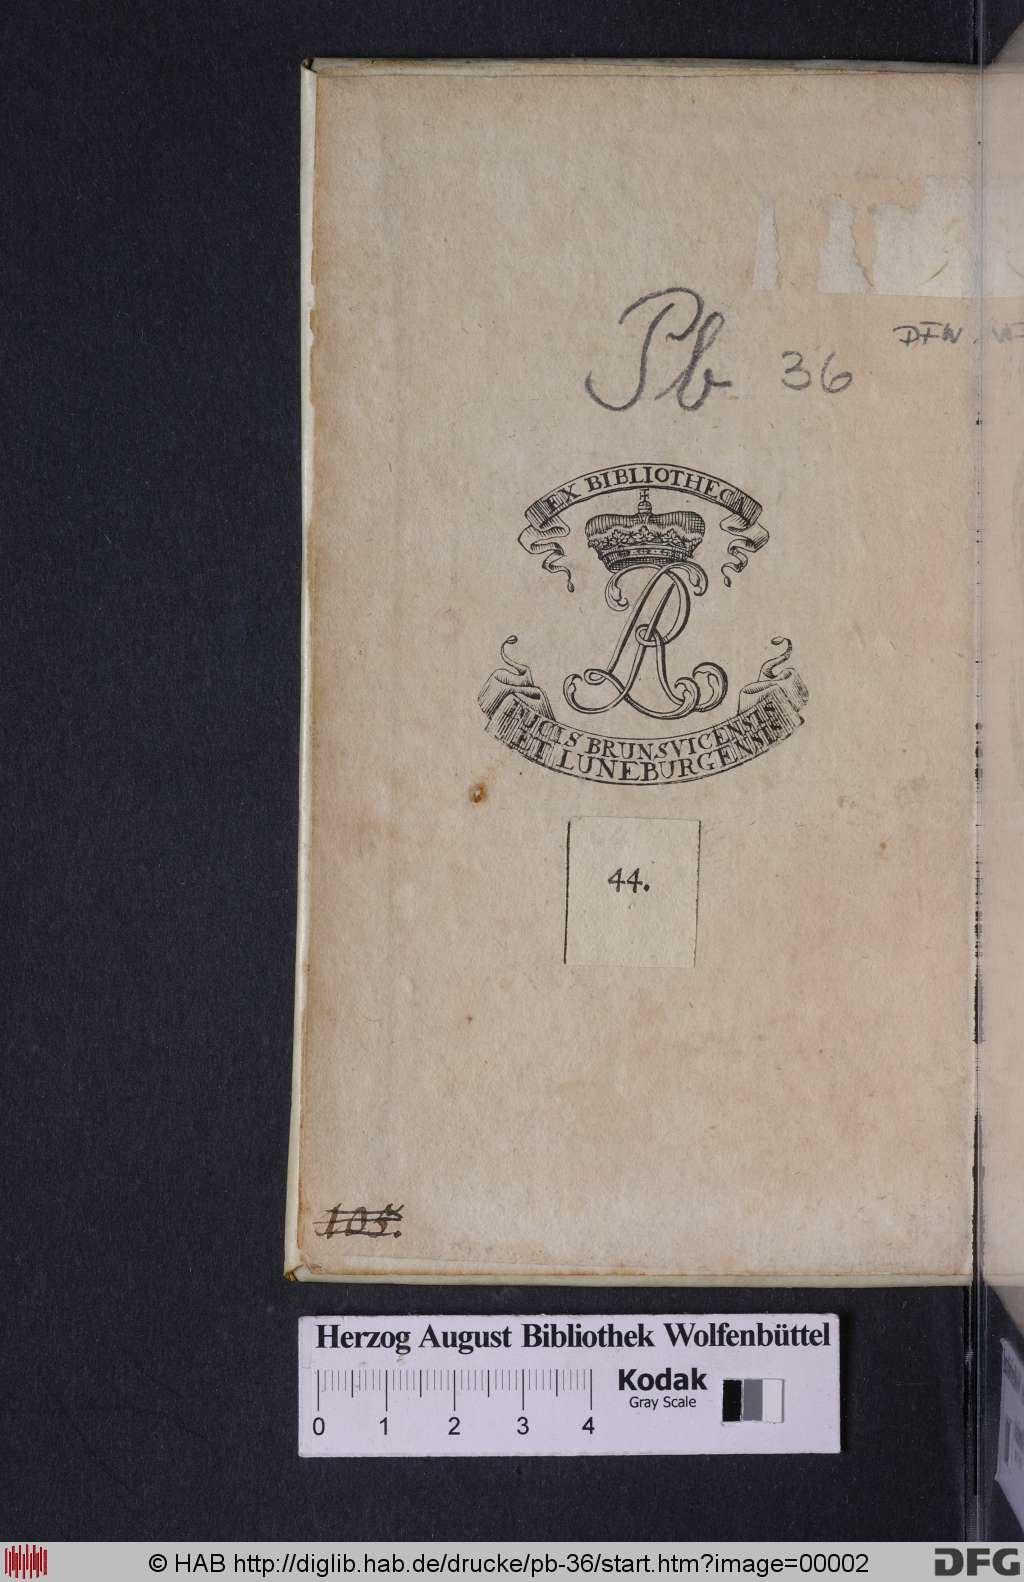 Pb 36
DFW
EX BIBLIOTHECA
DUCIS BRUNSVICENSIS
ET LUNEBURGENSIS
44.
105.
Herzog August Bibliothek Wolfenbüttel
0 1 2 3 4
Kodak
Gray Scale
© HAB http://diglib.hab.de/drucke/pb-36/start.htm?image=00002
DFG